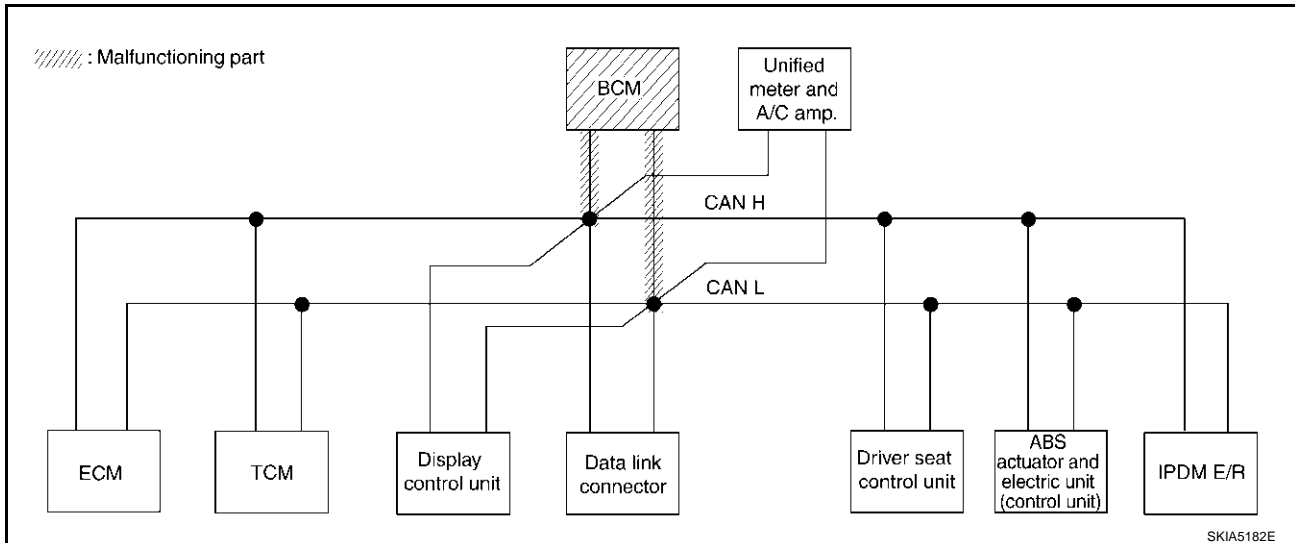 : Malfunctioning part
BCM
Unified
meter and
A/C amp.
CAN H
CAN L
ECM
TCM
Display
control unit
Data link
connector
Driver seat
control unit
ABS
actuator and
electric unit
(control unit)
IPDM E/R
SKIA5182E